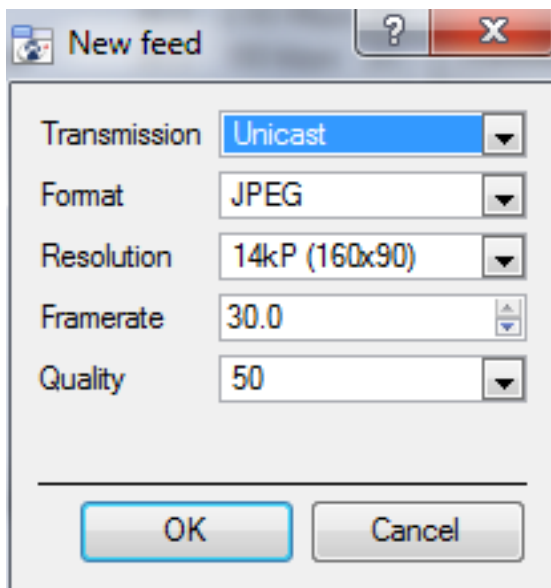 New feed
Transmission Unicast
Format JPEG
Resolution 14kP (160x90)
Framerate 30.0
Quality 50
OK Cancel